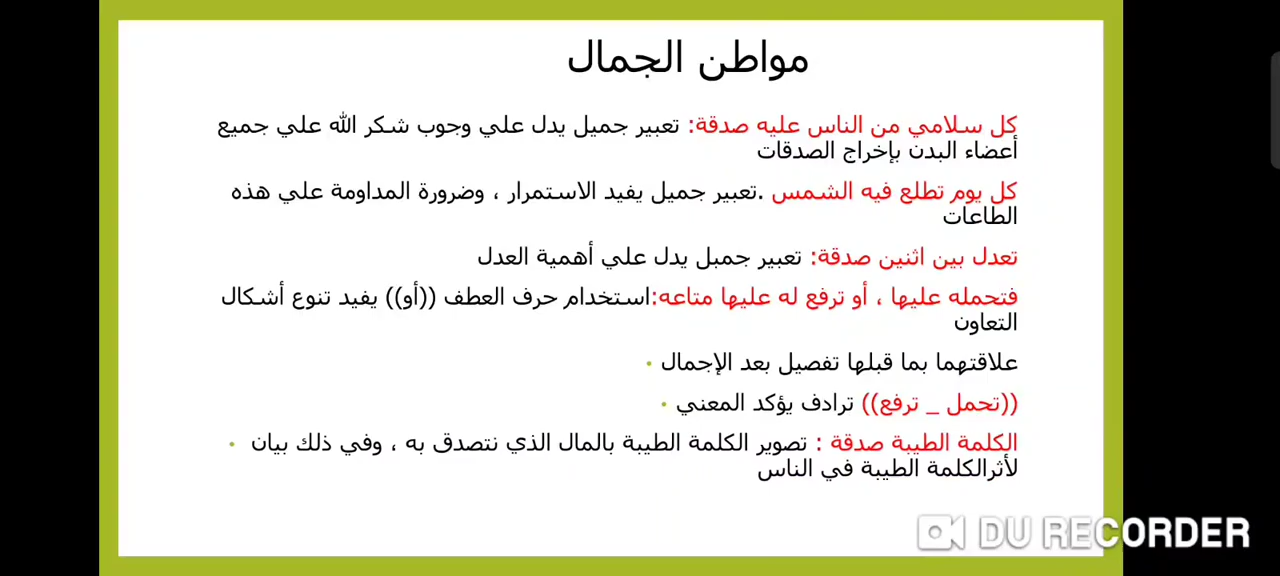 مواطن الجمال
كل سلامي من الناس عليه صدقة: تعبير جميل يدل علي وجوب شكر الله علي جميع
أعضاء البدن بإخراج الصدقات
كل يوم تطلع فيه الشمس .تعبير جميل يفيد الاستمرار ، وضرورة المداومة علي هذه
الطاعات
تعدل بين اثنين صدقة: تعبير جمبل يدل علي أهمية العدل
فتحمله عليها ، أو ترفع له عليها متاعه:استخدام حرف العطف ((أو)) يفيد تنوع أشكال
التعاون
علاقتهما بما قبلها تفصيل بعد الإجمال •
((تحمل _ ترفع)) ترادف يؤكد المعني •
الكلمة الطيبة صدقة : تصوير الكلمة الطيبة بالمال الذي نتصدق به ، وفي ذلك بيان •
لأثرالكلمة الطيبة في الناس
DU RECORDER